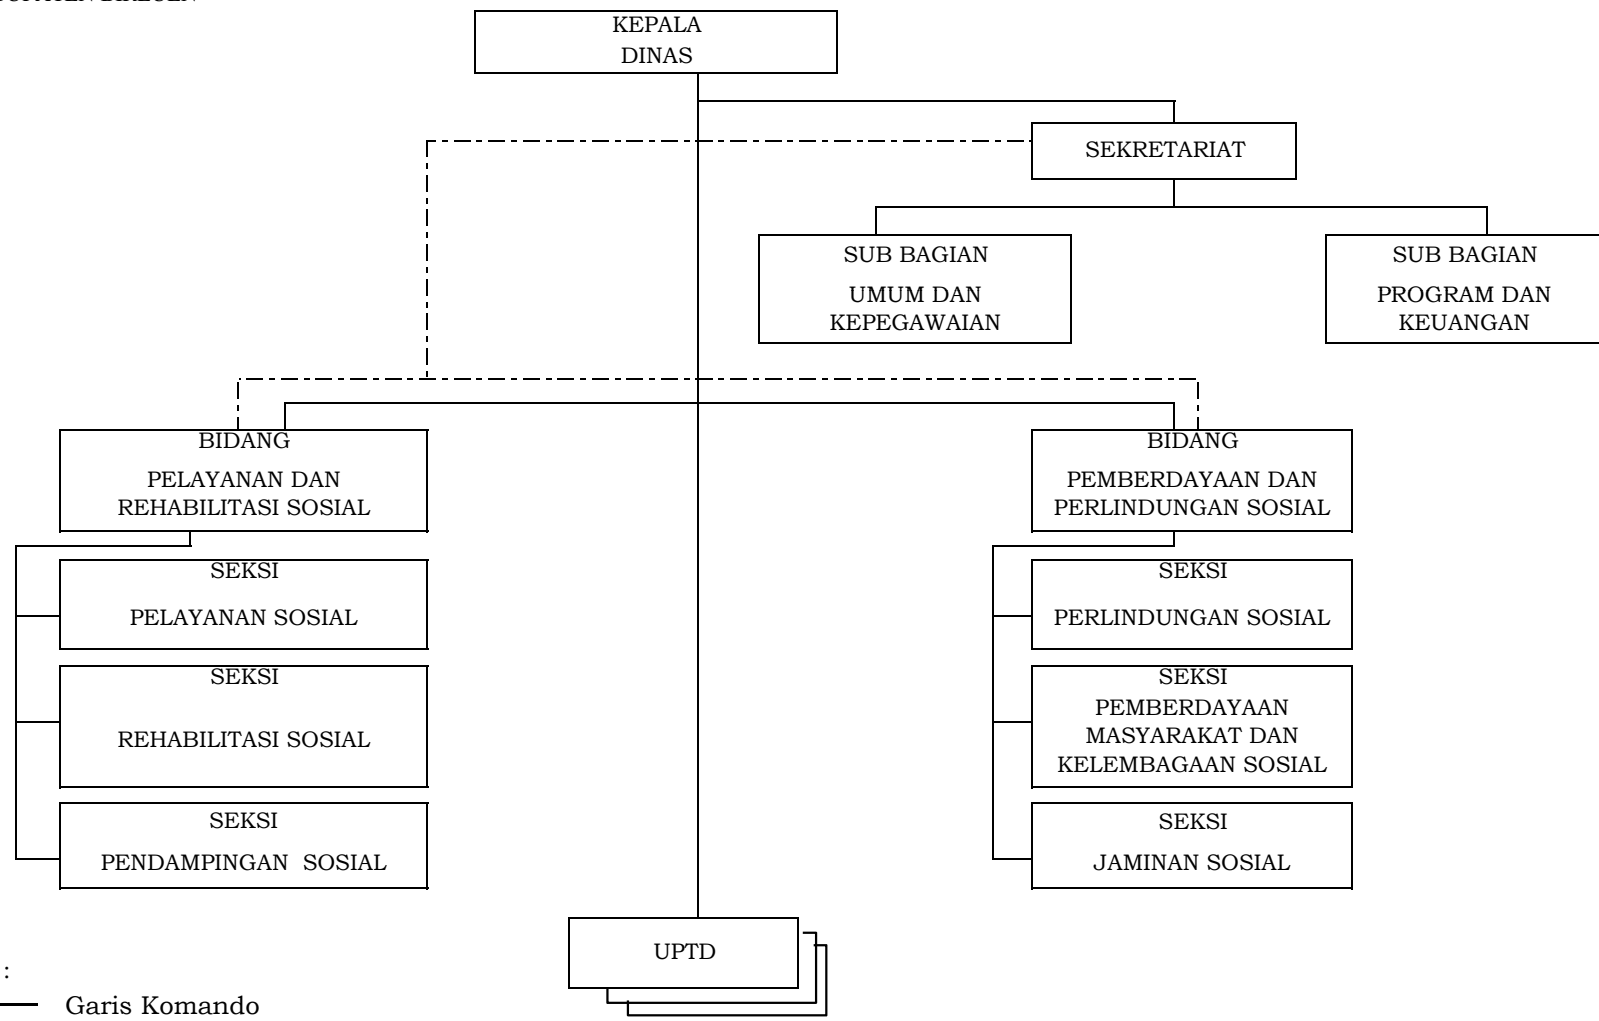 KEPALA
DINAS
SEKRETARIAT
SUB BAGIAN
UMUM DAN
KEPEGAWAIAN
SUB BAGIAN
PROGRAM DAN
KEUANGAN
BIDANG
PELAYANAN DAN
REHABILITASI SOSIAL
BIDANG
PEMBERDAYAAN DAN
PERLINDUNGAN SOSIAL
SEKSI
PELAYANAN SOSIAL
SEKSI
REHABILITASI SOSIAL
SEKSI
PENDAMPINGAN SOSIAL
SEKSI
PERLINDUNGAN SOSIAL
SEKSI
PEMBERDAYAAN
MASYARAKAT DAN
KELEMBAGAAN SOSIAL
SEKSI
JAMINAN SOSIAL
UPTD
:
Garis Komando